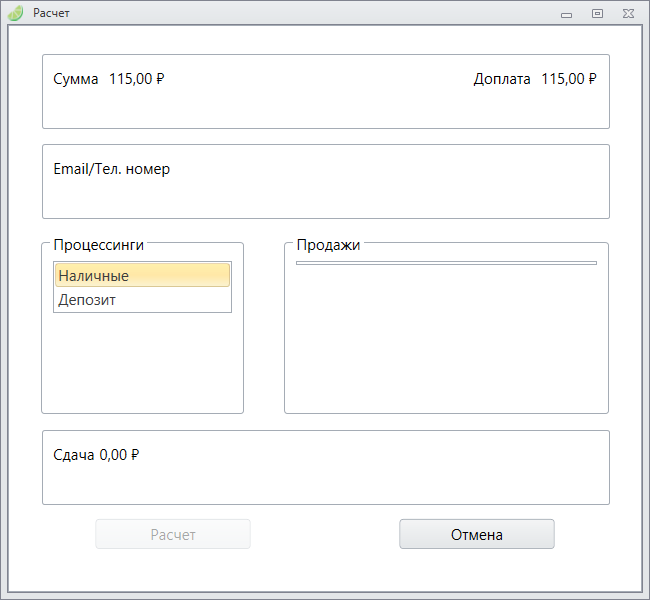 Расчет
Сумма 115,00 ₽ Доплата 115,00 ₽
Email/Тел. номер
Процессинги Продажи
Наличные
Депозит
Сдача 0,00 ₽
Расчет Отмена